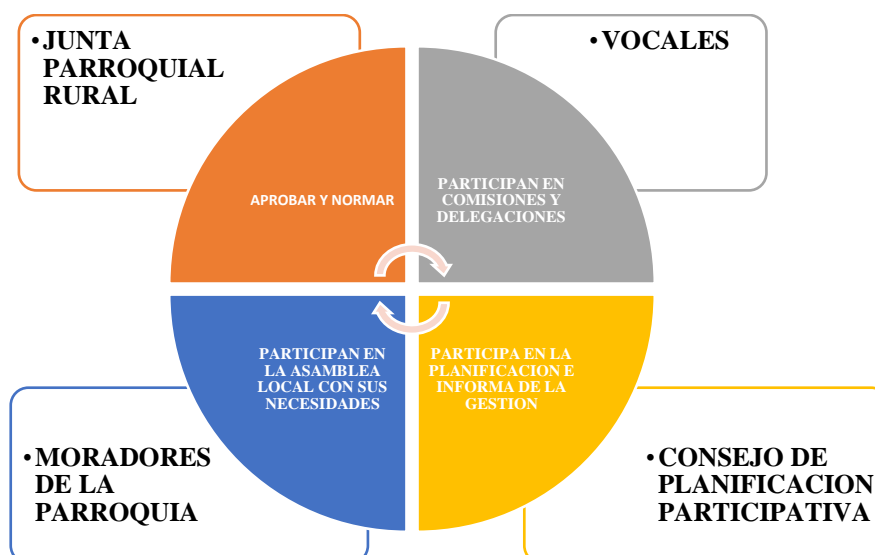 •JUNTA
PARROQUIAL
RURAL
•VOCALES
APROBAR Y NORMAR
PARTICIPAN EN
COMISIONES Y
DELEGACIONES
PARTICIPAN EN
LA ASAMBLEA
LOCAL CON SUS
NECESIDADES
PARTICIPA EN LA
PLANIFICACION E
INFORMA DE LA
GESTION
•MORADORES
DE LA
PARROQUIA
•CONSEJO DE
PLANIFICACION
PARTICIPATIVA